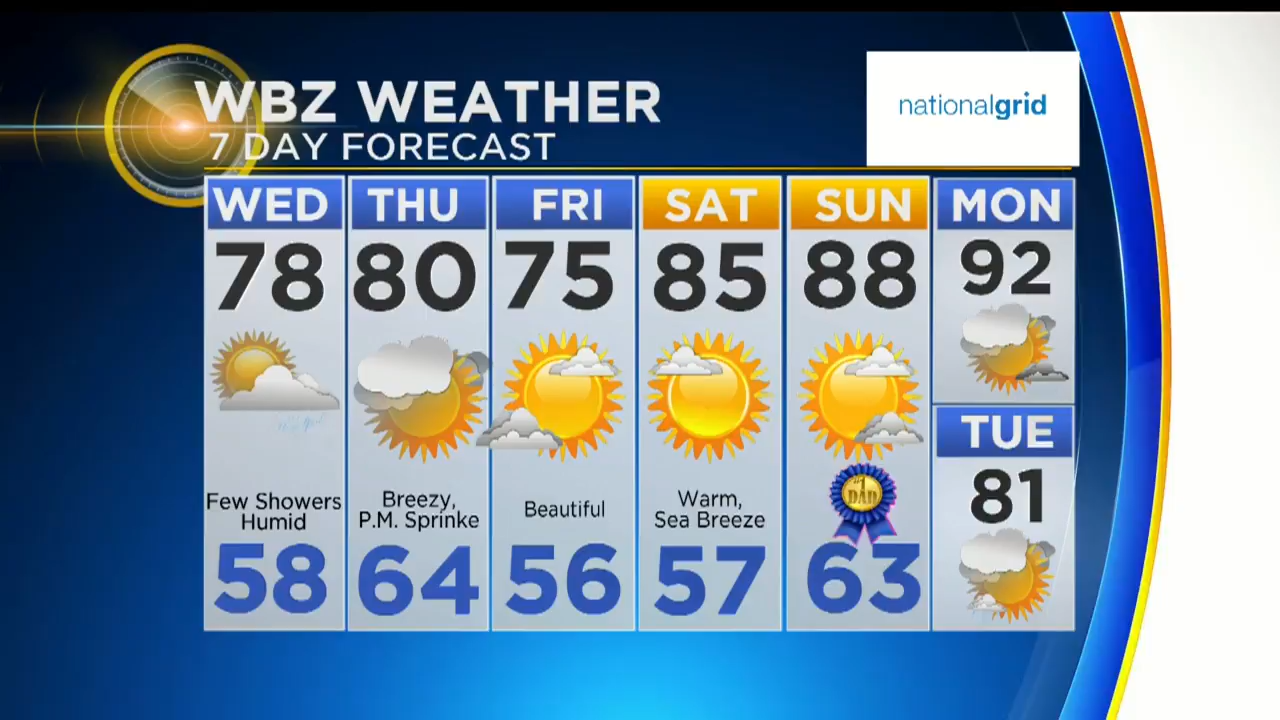 WBZ WEATHER
7 DAY FORECAST
nationalgrid
WED
78
Few Showers
Humid
58
THU
80
Breezy,
P.M. Sprinke
64
FRI
75
Beautiful
56
SAT
85
Warm,
Sea Breeze
57
SUN
88
#1
DAD
63
MON
92
TUE
81